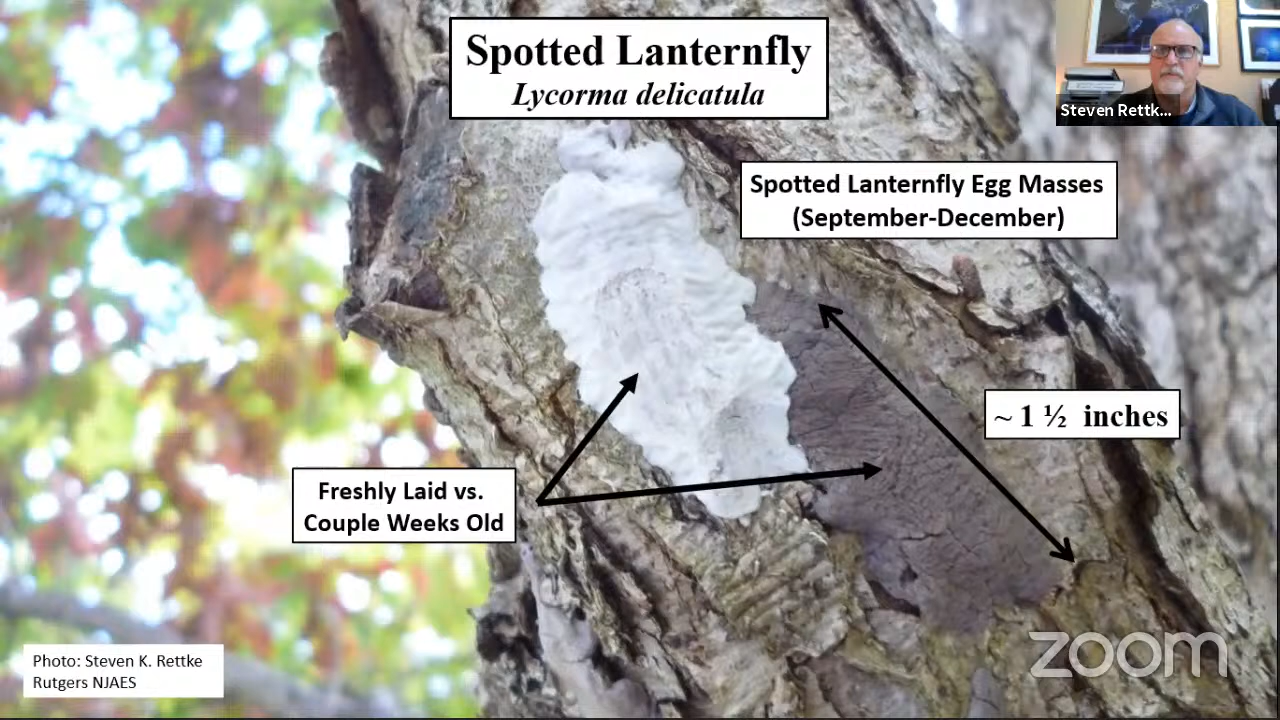 Spotted Lanternfly
Lycorma delicatula
Steven Rettk...
Spotted Lanternfly Egg Masses
(September-December)
~ 1 ½ inches
Freshly Laid vs.
Couple Weeks Old
Photo: Steven K. Rettke
Rutgers NJAES
zoom